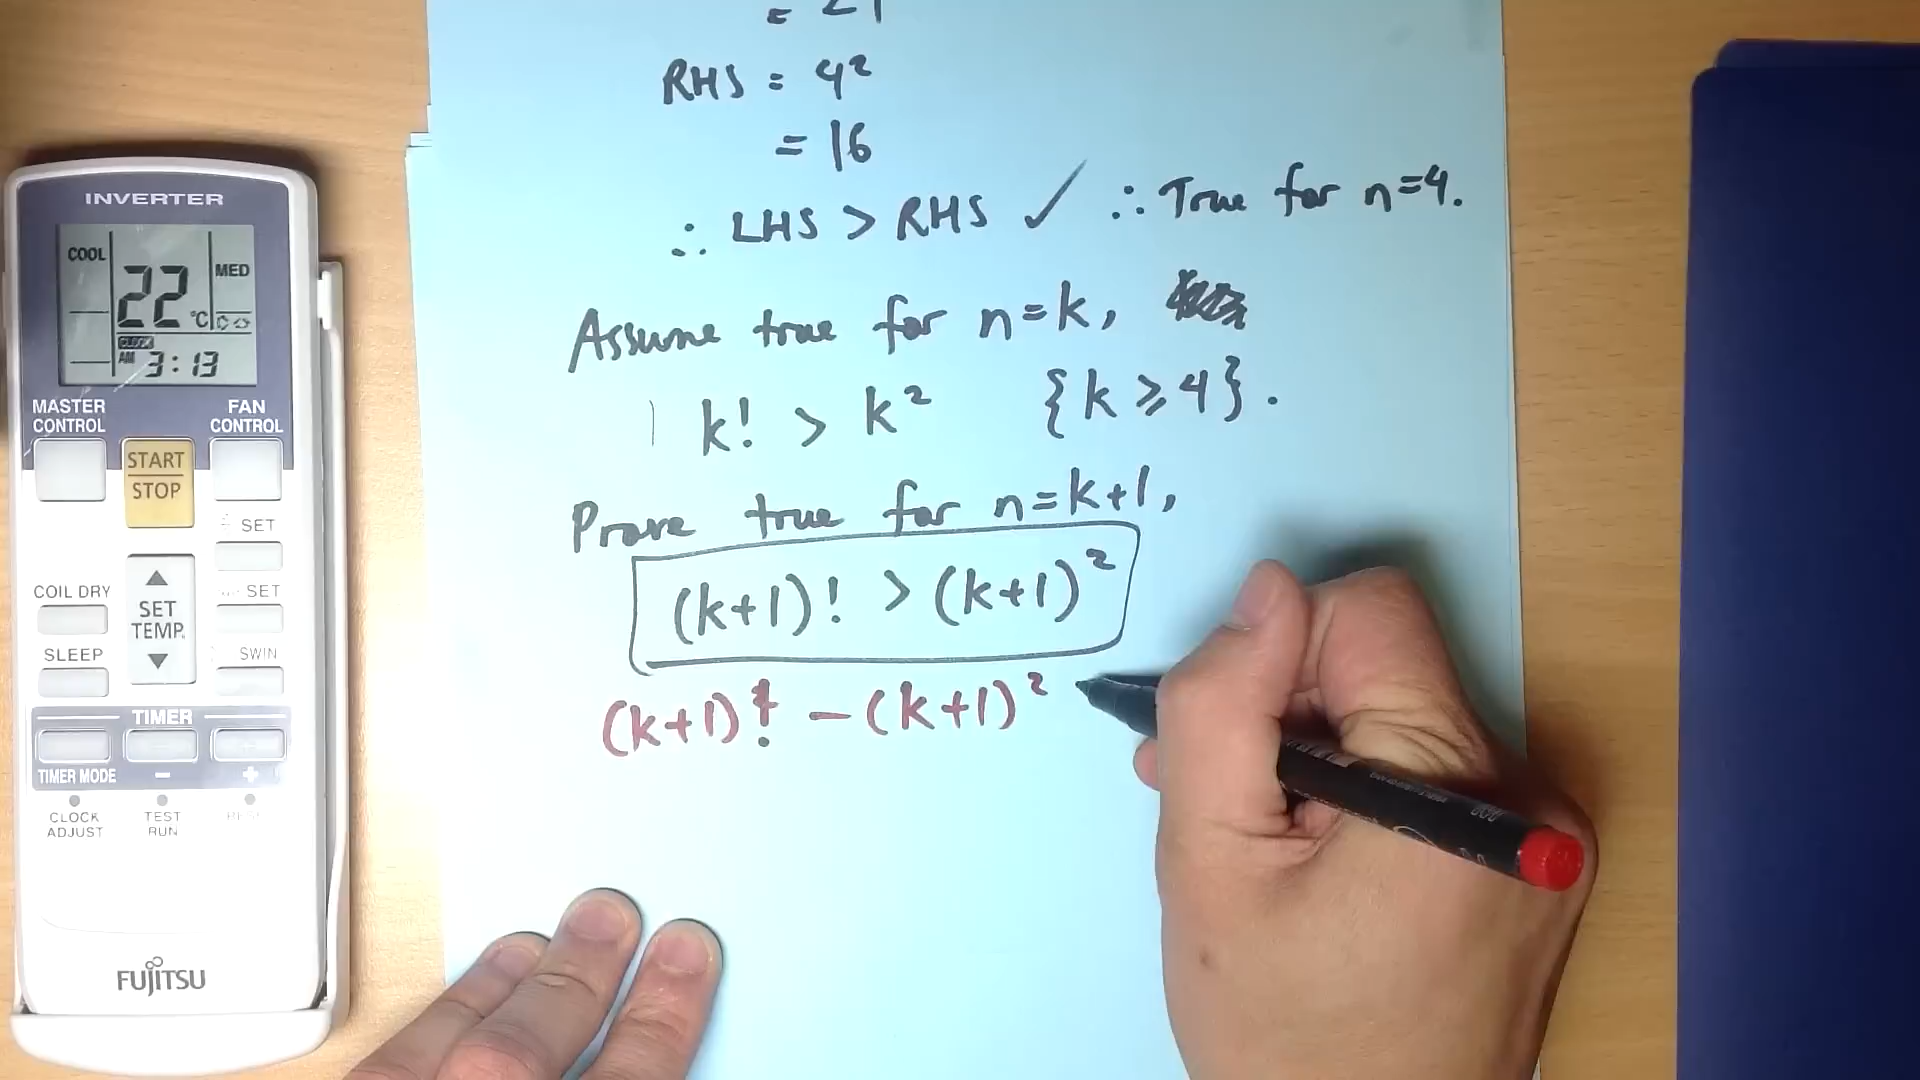 RHS = 4²
= 16
∴ LHS > RHS ✓ ∴ True for n=4.
Assume true for n=k,
k! > k² {k ≥ 4}.
Prove true for n=k+1,
(k+1)! > (k+1)²
(k+1)! - (k+1)²
INVERTER
COOL
22 °C
MED
CLOCK
AM 3:13
MASTER CONTROL
FAN CONTROL
START
STOP
SET
COIL DRY
SET TEMP.
SET
SLEEP
SWIN
TIMER
TIMER MODE
-
+
CLOCK ADJUST
TEST RUN
FUJITSU